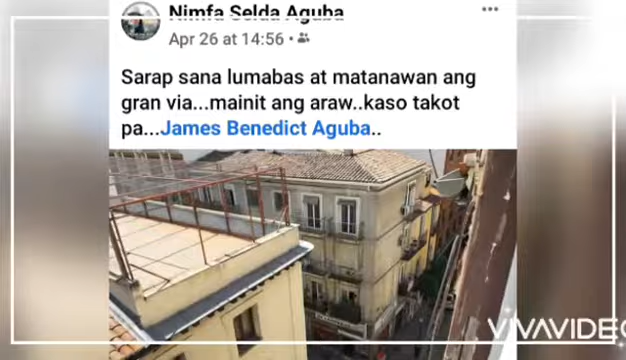 Nimfa Selda Aguba
Apr 26 at 14:56
Sarap sana lumabas at matanawan ang
gran via...mainit ang araw..kaso takot
pa...James Benedict Aguba..
VIVAVIDEO